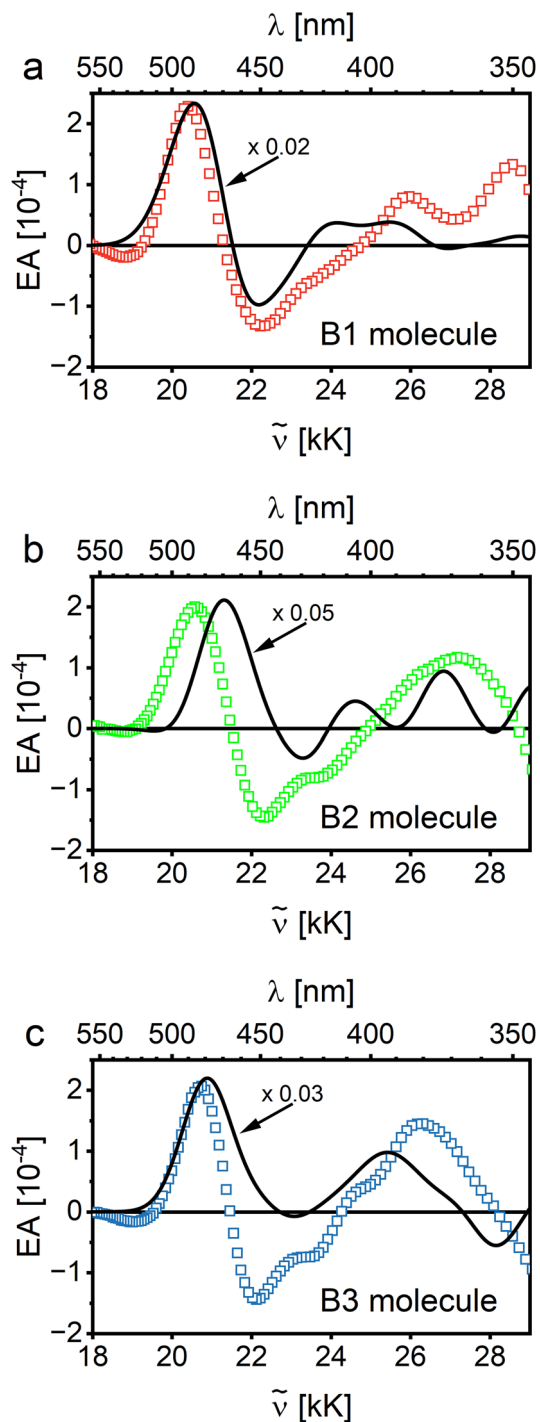 λ [nm]
a
550 500 450 400 350
EA [10⁻⁴]
2
1
0
−1
−2
x 0.02
B1 molecule
18 20 22 24 26 28
ν̃ [kK]
λ [nm]
b
550 500 450 400 350
EA [10⁻⁴]
2
1
0
−1
−2
x 0.05
B2 molecule
18 20 22 24 26 28
ν̃ [kK]
λ [nm]
c
550 500 450 400 350
EA [10⁻⁴]
2
1
0
−1
−2
x 0.03
B3 molecule
18 20 22 24 26 28
ν̃ [kK]